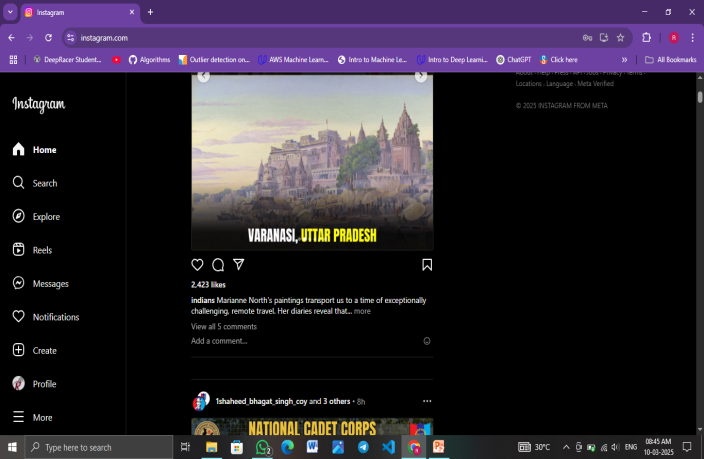 Instagram
instagram.com
DeepRacer Student...
Algorithms
Outlier detection on...
AWS Machine Learn...
Intro to Machine Le...
Intro to Deep Learni...
ChatGPT
Click here
»
All Bookmarks
Instagram
Home
Search
Explore
Reels
Messages
Notifications
Create
Profile
More
VARANASI, UTTAR PRADESH
2,423 likes
indians Marianne North's paintings transport us to a time of exceptionally
challenging, remote travel. Her diaries reveal that... more
View all 5 comments
Add a comment...
1shaheed_bhagat_singh_coy and 3 others • 8h
NATIONAL CADET CORPS
About · Help · Press · API · Jobs · Privacy · Terms ·
Locations · Language · Meta Verified
© 2025 INSTAGRAM FROM META
Type here to search
2
30°C
ENG
08:45 AM
10-03-2025